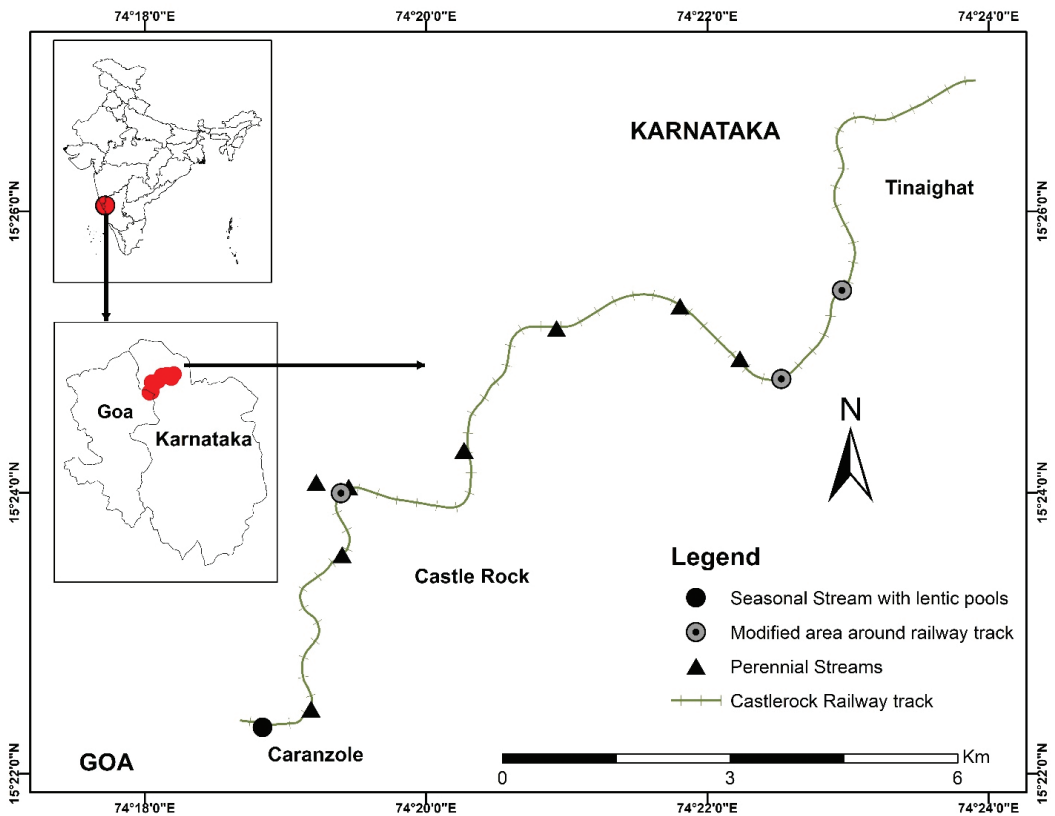 74°18'0"E 74°20'0"E 74°22'0"E 74°24'0"E
KARNATAKA
Tinaighat
15°26'0"N 15°26'0"N
Goa
Karnataka
N
15°24'0"N 15°24'0"N
Castle Rock
Legend
Seasonal Stream with lentic pools
Modified area around railway track
Perennial Streams
Castlerock Railway track
Caranzole
GOA
Km
0 3 6
15°22'0"N 15°22'0"N
74°18'0"E 74°20'0"E 74°22'0"E 74°24'0"E